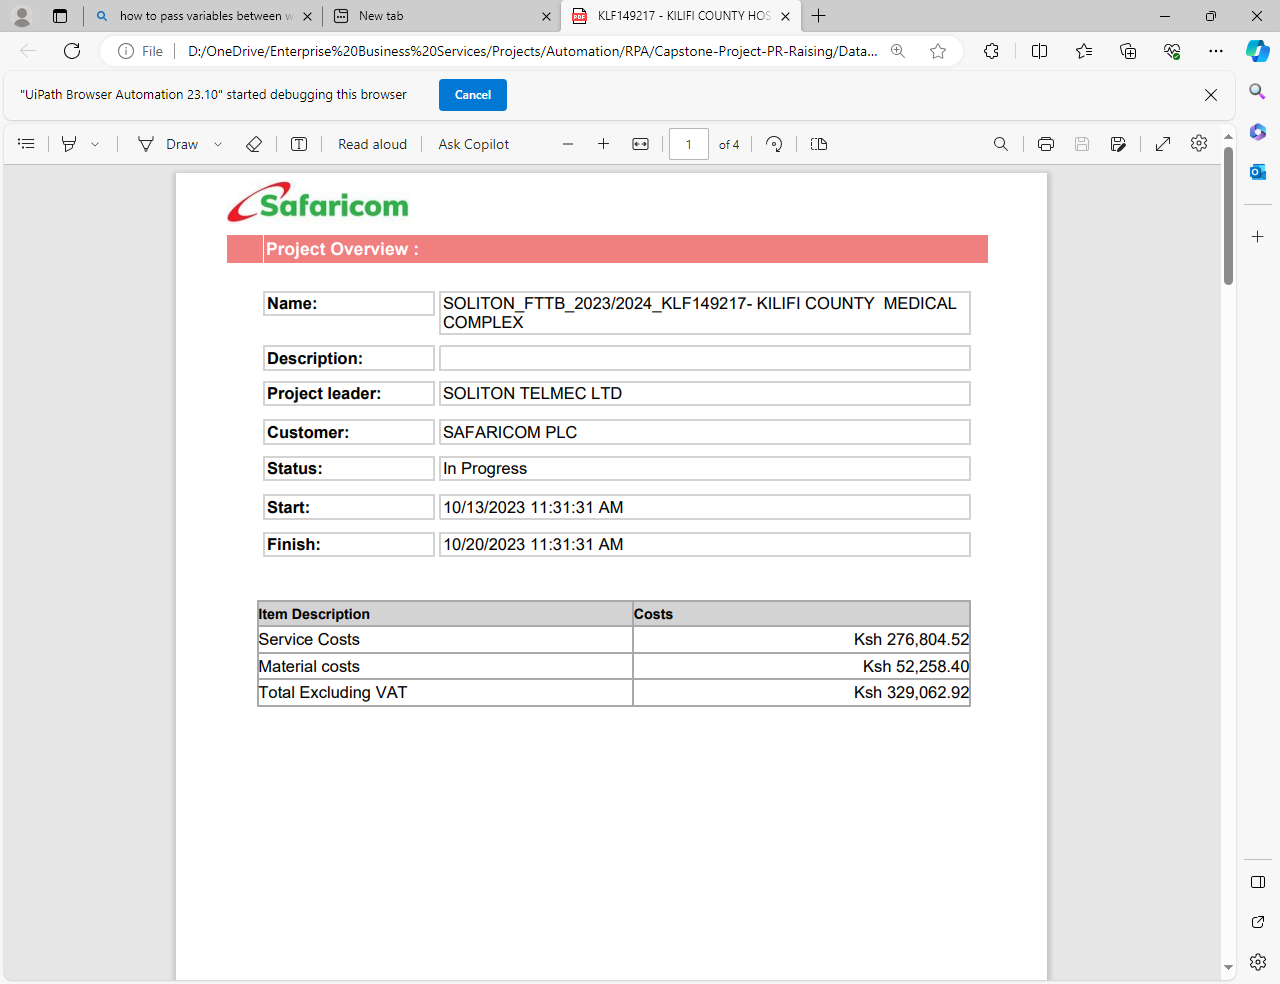 how to pass variables between w
New tab
KLF149217 - KILIFI COUNTY HOS
File
D:/OneDrive/Enterprise%20Business%20Services/Projects/Automation/RPA/Capstone-Project-PR-Raising/Data...
"UiPath Browser Automation 23.10" started debugging this browser
Cancel
Draw
Read aloud
Ask Copilot
1
of 4
Safaricom
Project Overview :
Name:
SOLITON_FTTB_2023/2024_KLF149217- KILIFI COUNTY  MEDICAL
COMPLEX
Description:
Project leader:
SOLITON TELMEC LTD
Customer:
SAFARICOM PLC
Status:
In Progress
Start:
10/13/2023 11:31:31 AM
Finish:
10/20/2023 11:31:31 AM
Item Description
Costs
Service Costs
Ksh 276,804.52
Material costs
Ksh 52,258.40
Total Excluding VAT
Ksh 329,062.92